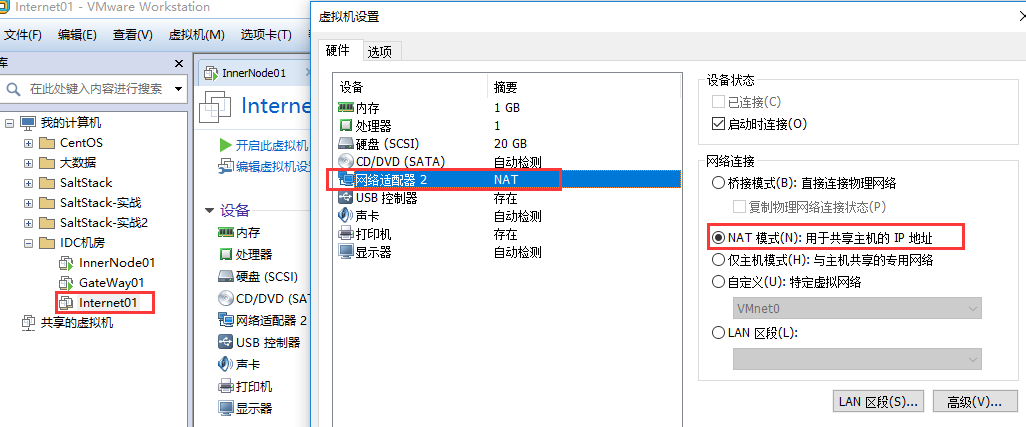 Internet01 - VMware Workstation
文件(F) 编辑(E) 查看(V) 虚拟机(M) 选项卡(T)
库
在此处键入内容进行搜索
我的计算机
CentOS
大数据
SaltStack
SaltStack-实战
SaltStack-实战2
IDC机房
InnerNode01
GateWay01
Internet01
共享的虚拟机
InnerNode01
Intern
开启此虚拟机
编辑虚拟机设
设备
内存
处理器
硬盘 (SCSI)
CD/DVD (SAT
网络适配器 2
USB 控制器
声卡
打印机
显示器
虚拟机设置
硬件 选项
设备 摘要
内存 1 GB
处理器 1
硬盘 (SCSI) 20 GB
CD/DVD (SATA) 自动检测
网络适配器 2 NAT
USB 控制器 存在
声卡 自动检测
打印机 存在
显示器 自动检测
设备状态
已连接(C)
启动时连接(O)
网络连接
桥接模式(B): 直接连接物理网络
复制物理网络连接状态(P)
NAT 模式(N): 用于共享主机的 IP 地址
仅主机模式(H): 与主机共享的专用网络
自定义(U): 特定虚拟网络
VMnet0
LAN 区段(L):
LAN 区段(S)... 高级(V)...